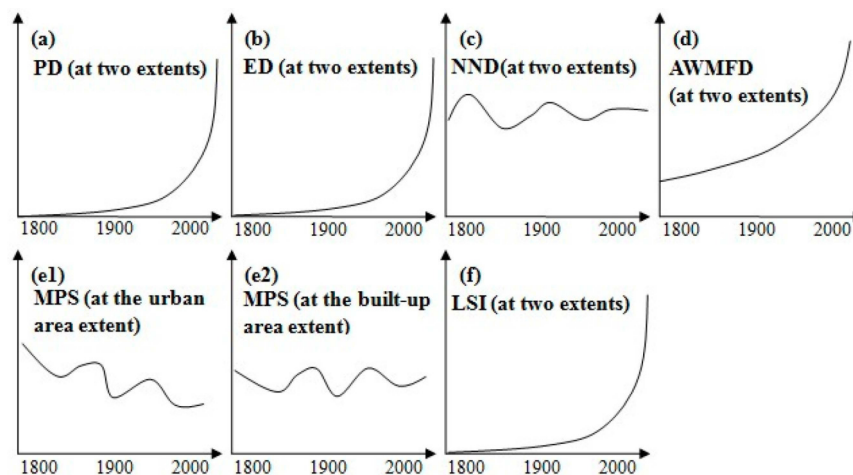 (a)
PD (at two extents)
1800 1900 2000
(b)
ED (at two extents)
1800 1900 2000
(c)
NND(at two extents)
1800 1900 2000
(d)
AWMFD
(at two extents)
1800 1900 2000
(e1)
MPS (at the urban
area extent)
1800 1900 2000
(e2)
MPS (at the built-up
area extent)
1800 1900 2000
(f)
LSI (at two extents)
1800 1900 2000